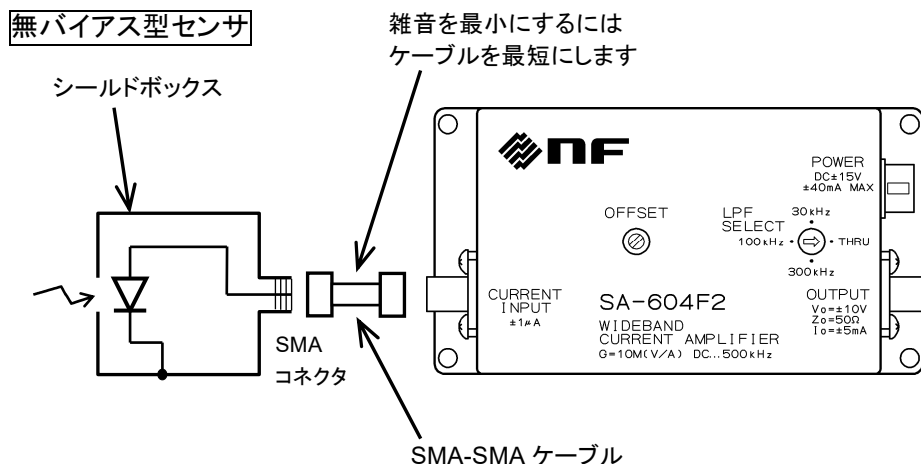 無バイアス型センサ
雑音を最小にするには
ケーブルを最短にします
シールドボックス
NF
POWER
DC±15V
±40mA MAX
OFFSET
LPF
SELECT
30kHz
100kHz
THRU
300kHz
CURRENT
INPUT
±1μA
SA-604F2
WIDEBAND
CURRENT AMPLIFIER
G=10M(V/A) DC...500kHz
OUTPUT
Vo=±10V
Zo=50Ω
Io=±5mA
SMA
コネクタ
SMA-SMA ケーブル